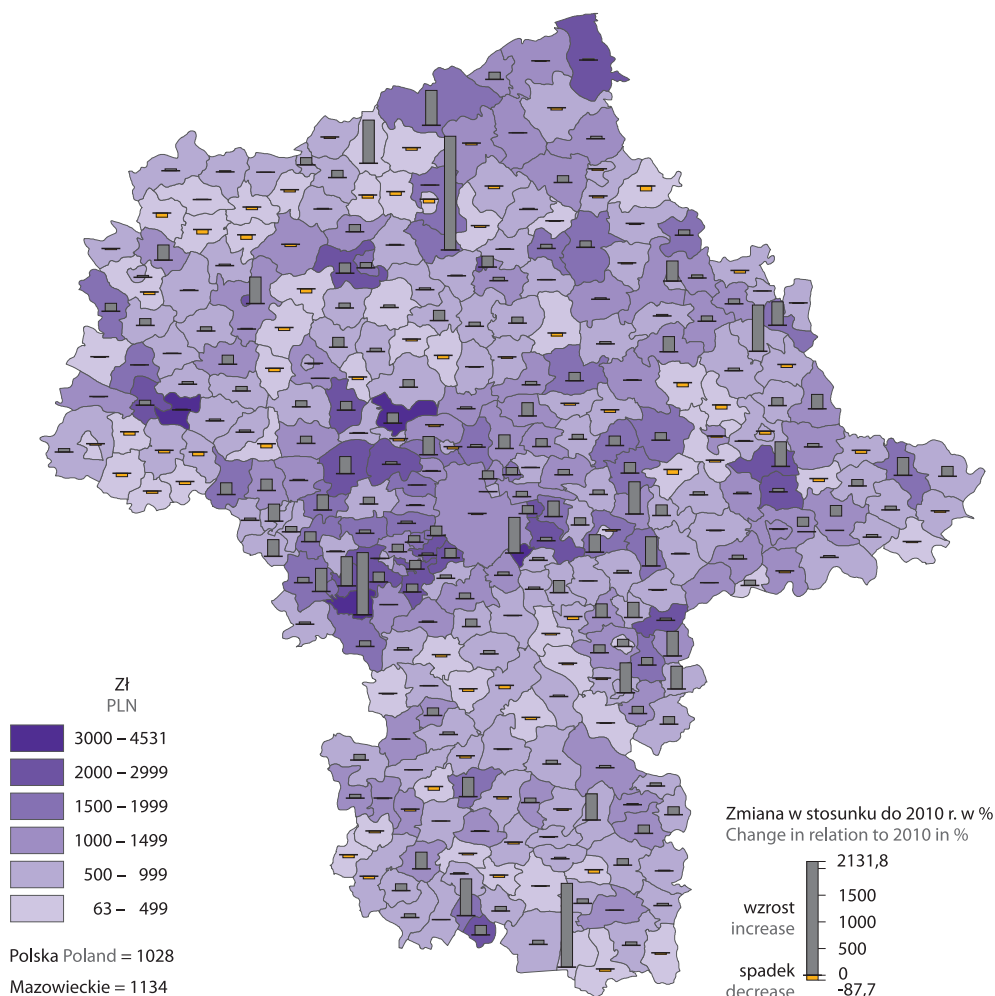 Zł
PLN
3000 – 4531
2000 – 2999
1500 – 1999
1000 – 1499
500 – 999
63 – 499
Polska Poland = 1028
Mazowieckie = 1134
Zmiana w stosunku do 2010 r. w %
Change in relation to 2010 in %
2131,8
1500
wzrost
increase
1000
500
spadek
decrease
0
-87,7